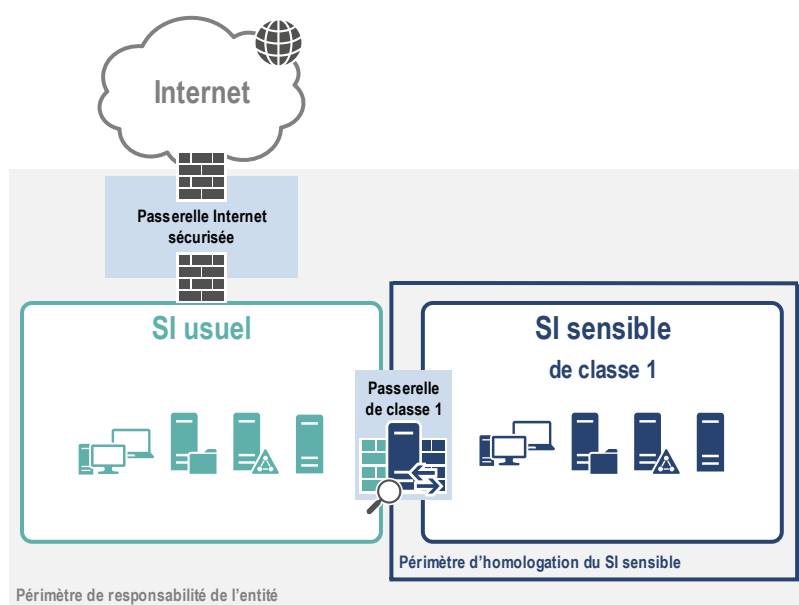 Internet
Passerelle Internet
sécurisée
SI usuel
SI sensible
de classe 1
Passerelle
de classe 1
Périmètre d'homologation du SI sensible
Périmètre de responsabilité de l'entité